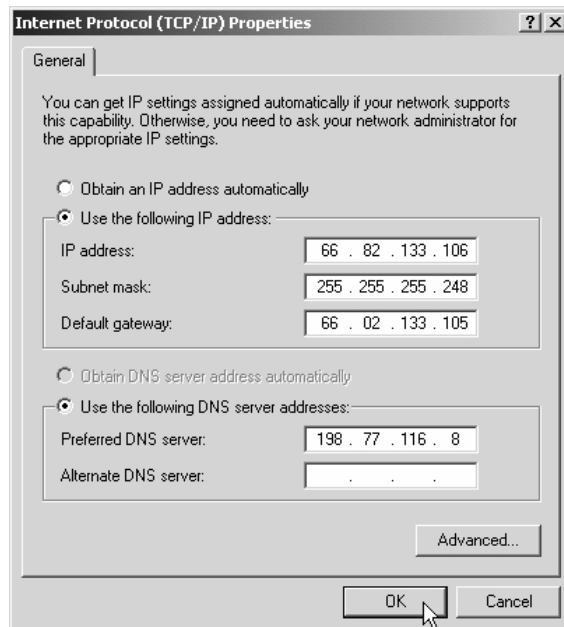 Internet Protocol (TCP/IP) Properties
General
You can get IP settings assigned automatically if your network supports
this capability. Otherwise, you need to ask your network administrator for
the appropriate IP settings.
Obtain an IP address automatically
Use the following IP address:
IP address: 66 . 82 . 133 . 106
Subnet mask: 255 . 255 . 255 . 248
Default gateway: 66 . 02 . 133 . 105
Obtain DNS server address automatically
Use the following DNS server addresses:
Preferred DNS server: 198 . 77 . 116 . 8
Alternate DNS server: . . .
Advanced...
OK Cancel